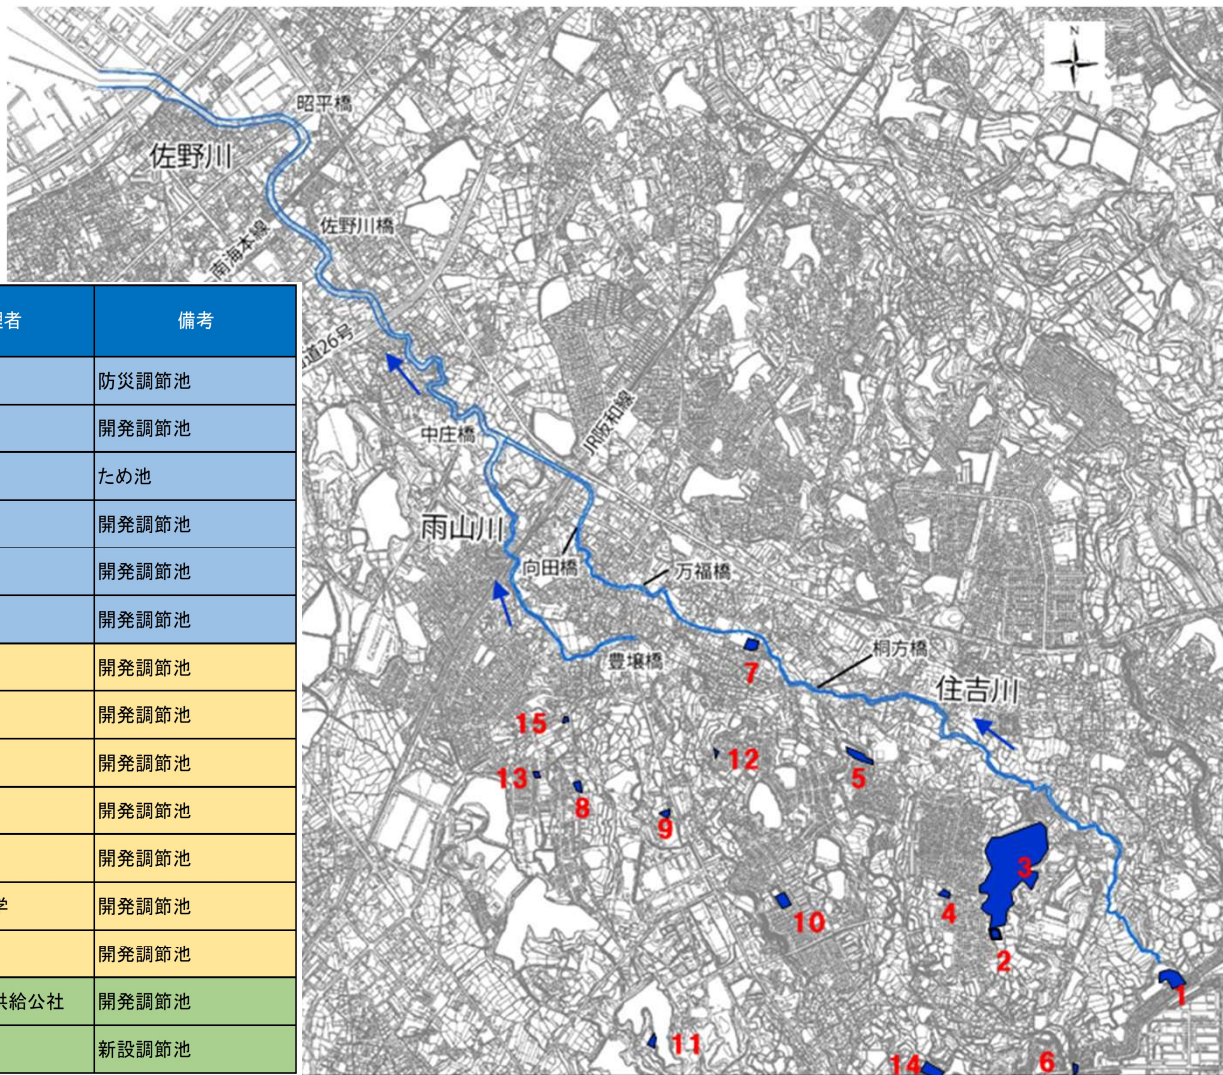 N
昭平橋
佐野川
佐野川橋
南海本線
道26号
中庄橋
JR阪和線
雨山川
向田橋
万福橋
豊壌橋
桐方橋
住吉川
7
15
12
13
5
8
9
3
4
10
2
1
11
14
6
理者 備考
防災調節池
開発調節池
ため池
開発調節池
開発調節池
開発調節池
開発調節池
開発調節池
開発調節池
開発調節池
開発調節池
学 開発調節池
開発調節池
供給公社 開発調節池
新設調節池